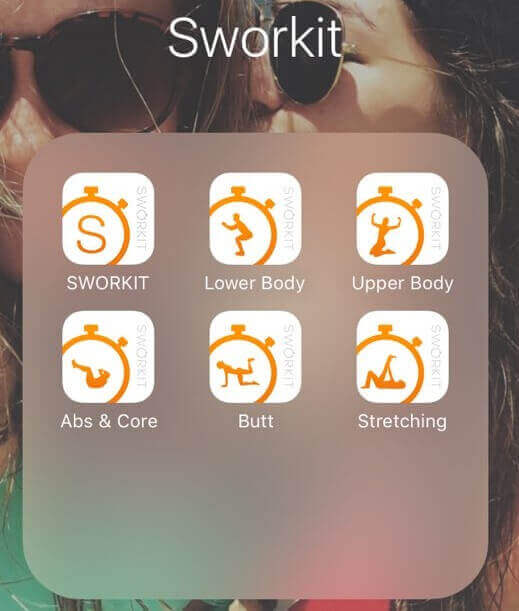 Sworkit
SWORKIT
S
SWORKIT
SWORKIT
SWORKIT
Lower Body
Upper Body
SWORKIT
SWORKIT
SWORKIT
Abs & Core
Butt
Stretching